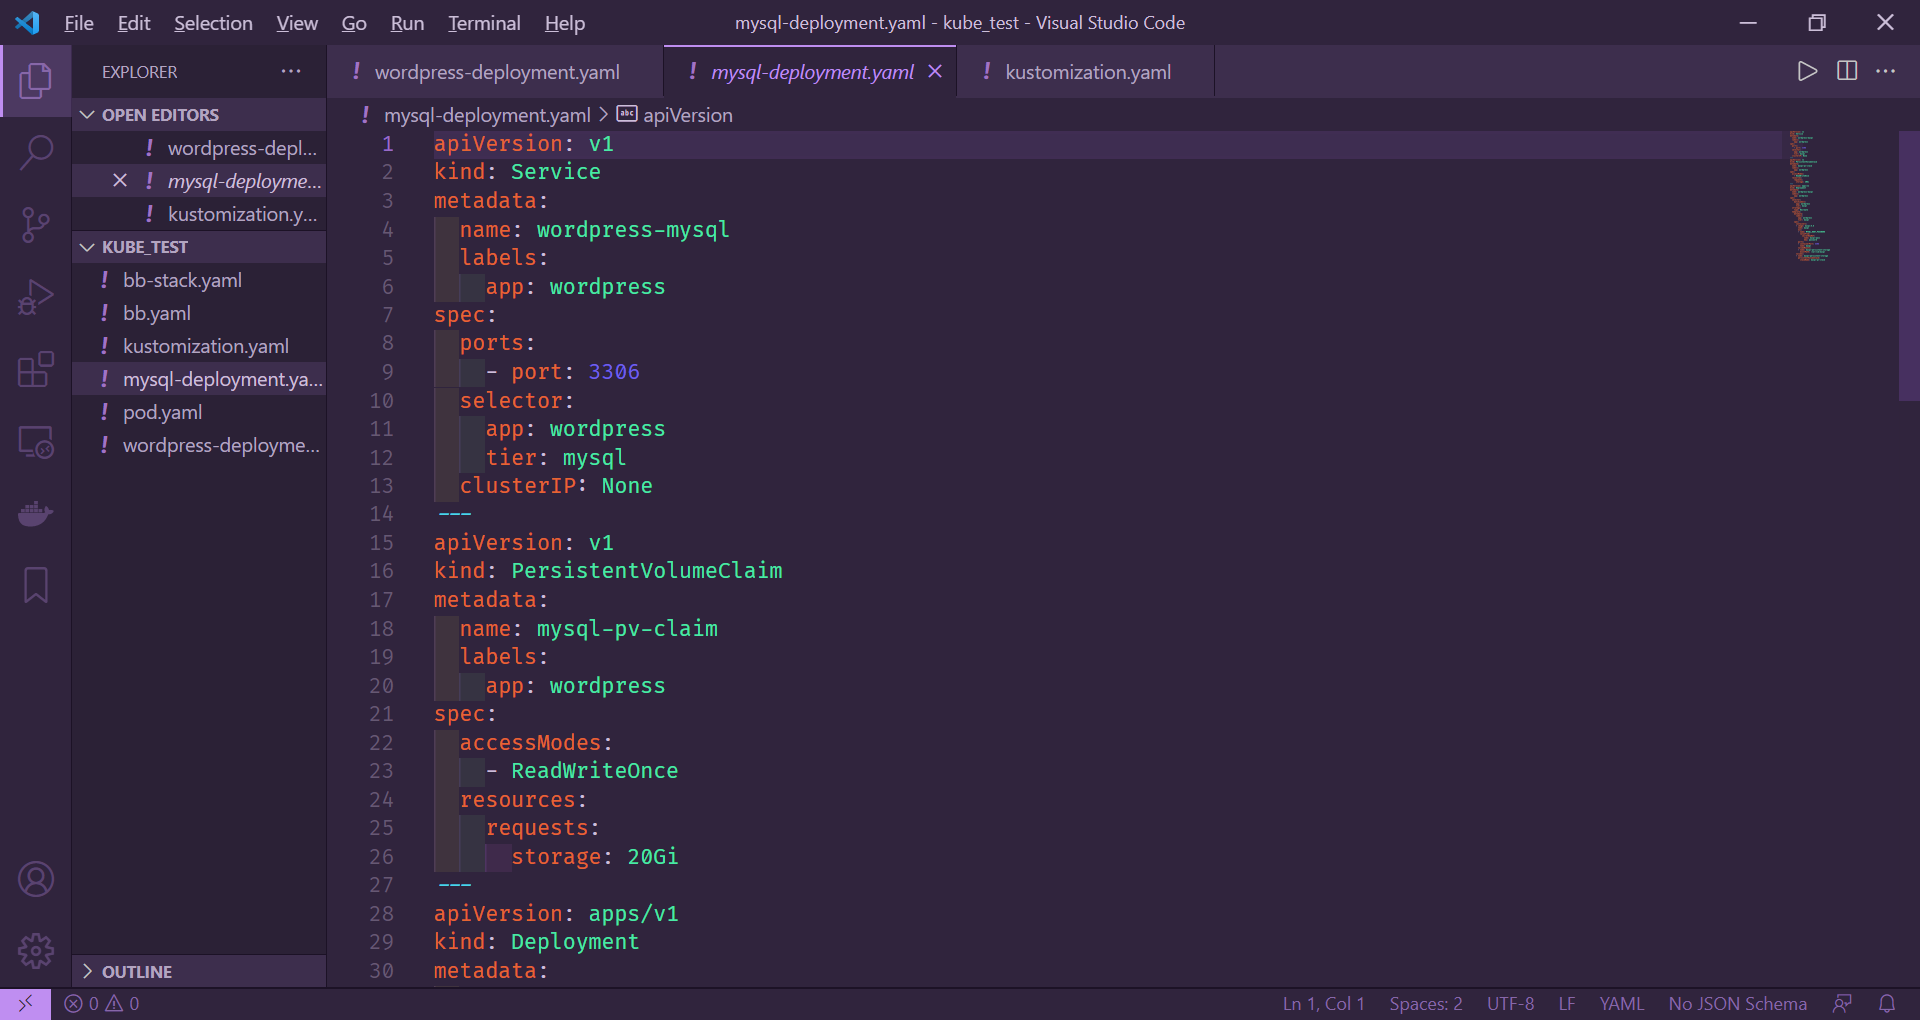 File Edit Selection View Go Run Terminal Help
mysql-deployment.yaml - kube_test - Visual Studio Code
EXPLORER
OPEN EDITORS
! wordpress-depl...
! mysql-deployme...
! kustomization.y...
KUBE_TEST
! bb-stack.yaml
! bb.yaml
! kustomization.yaml
! mysql-deployment.ya...
! pod.yaml
! wordpress-deployme...
OUTLINE
! wordpress-deployment.yaml ! mysql-deployment.yaml ! kustomization.yaml
! mysql-deployment.yaml > abc apiVersion
1 apiVersion: v1
2 kind: Service
3 metadata:
4   name: wordpress-mysql
5   labels:
6     app: wordpress
7 spec:
8   ports:
9     - port: 3306
10   selector:
11     app: wordpress
12     tier: mysql
13   clusterIP: None
14 ---
15 apiVersion: v1
16 kind: PersistentVolumeClaim
17 metadata:
18   name: mysql-pv-claim
19   labels:
20     app: wordpress
21 spec:
22   accessModes:
23     - ReadWriteOnce
24   resources:
25     requests:
26       storage: 20Gi
27 ---
28 apiVersion: apps/v1
29 kind: Deployment
30 metadata:
0 0
Ln 1, Col 1 Spaces: 2 UTF-8 LF YAML No JSON Schema